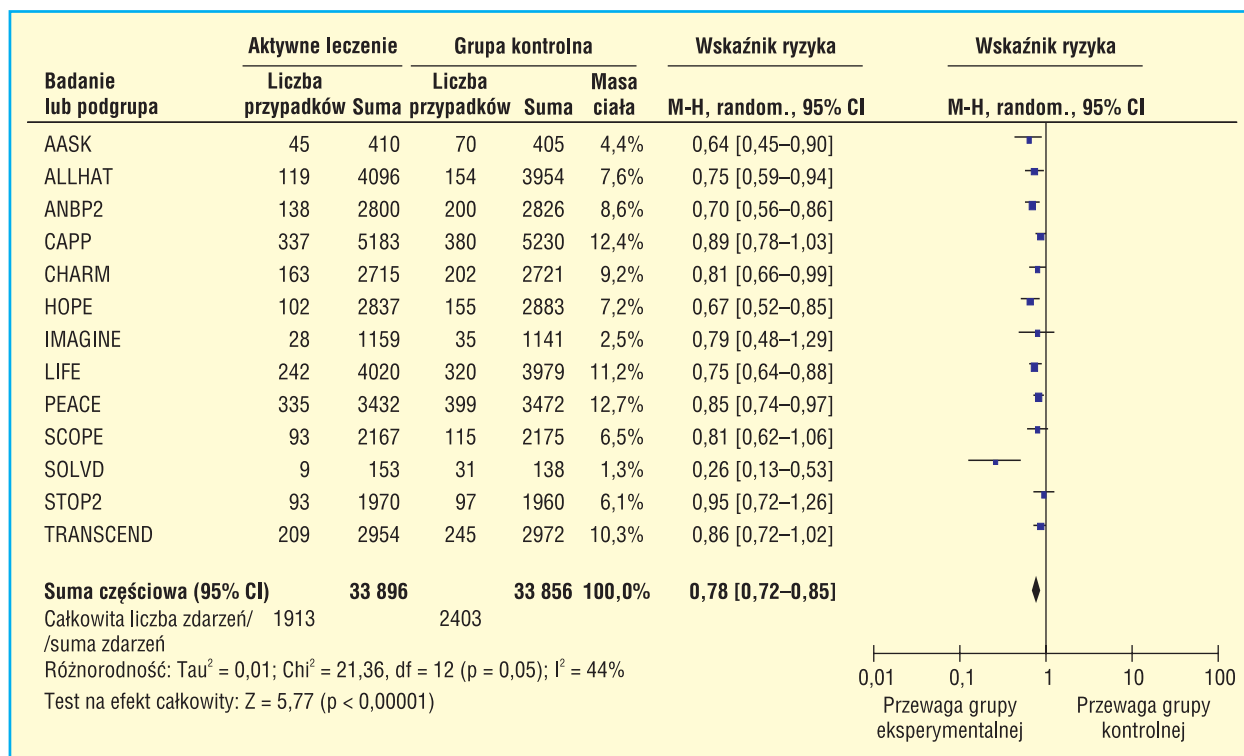 Aktywne leczenie Grupa kontrolna Wskaźnik ryzyka Wskaźnik ryzyka
Badanie Liczba Liczba Masa
lub podgrupa przypadków Suma przypadków Suma ciała M-H, random., 95% CI M-H, random., 95% CI
AASK 45 410 70 405 4,4% 0,64 [0,45–0,90]
ALLHAT 119 4096 154 3954 7,6% 0,75 [0,59–0,94]
ANBP2 138 2800 200 2826 8,6% 0,70 [0,56–0,86]
CAPP 337 5183 380 5230 12,4% 0,89 [0,78–1,03]
CHARM 163 2715 202 2721 9,2% 0,81 [0,66–0,99]
HOPE 102 2837 155 2883 7,2% 0,67 [0,52–0,85]
IMAGINE 28 1159 35 1141 2,5% 0,79 [0,48–1,29]
LIFE 242 4020 320 3979 11,2% 0,75 [0,64–0,88]
PEACE 335 3432 399 3472 12,7% 0,85 [0,74–0,97]
SCOPE 93 2167 115 2175 6,5% 0,81 [0,62–1,06]
SOLVD 9 153 31 138 1,3% 0,26 [0,13–0,53]
STOP2 93 1970 97 1960 6,1% 0,95 [0,72–1,26]
TRANSCEND 209 2954 245 2972 10,3% 0,86 [0,72–1,02]
Suma częściowa (95% CI) 33 896 33 856 100,0% 0,78 [0,72–0,85]
Całkowita liczba zdarzeń/ 1913 2403
/suma zdarzeń
Różnorodność: Tau² = 0,01; Chi² = 21,36, df = 12 (p = 0,05); I² = 44%
Test na efekt całkowity: Z = 5,77 (p < 0,00001)
0,01 0,1 1 10 100
Przewaga grupy Przewaga grupy
eksperymentalnej kontrolnej